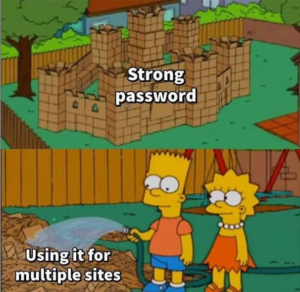 Strong
password
Using it for
multiple sites